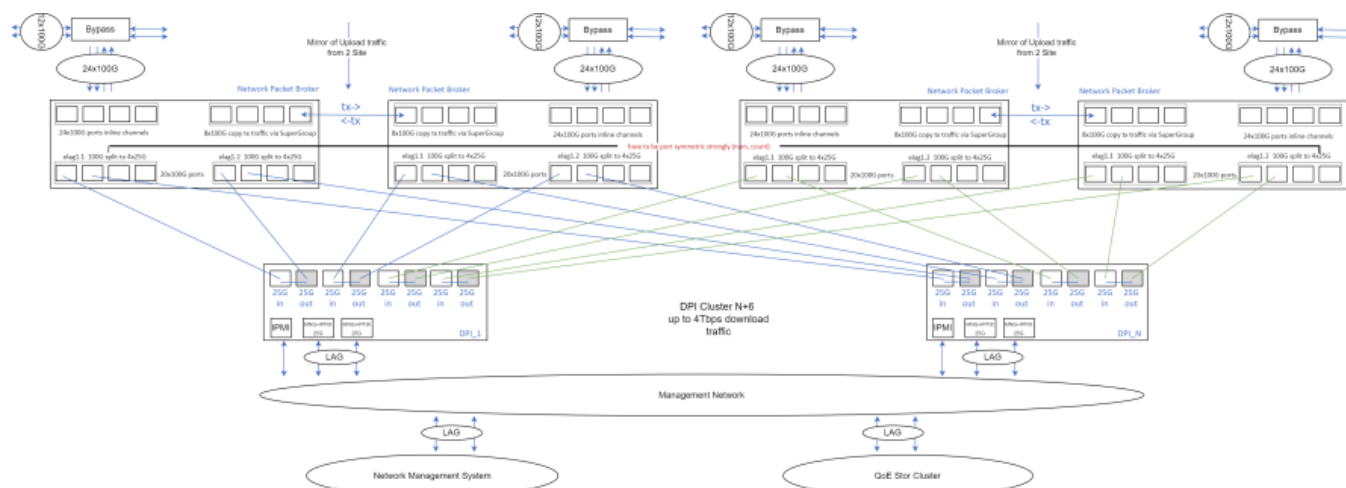 12x100G
Bypass
24x100G
Mirror of Upload traffic
from 2 Site
12x100G
Bypass
24x100G
12x100G
Bypass
24x100G
Mirror of Upload traffic
from 2 Site
12x100G
Bypass
24x100G
Network Packet Broker
tx->
<-tx
Network Packet Broker
Network Packet Broker
tx->
<-tx
Network Packet Broker
24x100G ports inline channels
8x100G copy tx traffic via SuperGroup
8x100G copy tx traffic via SuperGroup
24x100G ports inline channels
24x100G ports inline channels
8x100G copy tx traffic via SuperGroup
8x100G copy tx traffic via SuperGroup
24x100G ports inline channels
have to be port symmetric strongly (num, count)
elag1.1 100G split to 4x25G
elag1.2 100G split to 4x25G
elag1.1 100G split to 4x25G
elag1.2 100G split to 4x25G
elag1.1 100G split to 4x25G
elag1.2 100G split to 4x25G
elag1.1 100G split to 4x25G
elag1.2 100G split to 4x25G
20x100G ports
20x100G ports
20x100G ports
20x100G ports
25G in
25G out
25G in
25G out
25G in
25G out
25G in
25G out
25G in
25G out
25G in
25G out
25G in
25G out
25G in
25G out
DPI Cluster N+6
up to 4Tbps download
traffic
IPMI
25G
25G
DPI_1
IPMI
25G
25G
DPI_N
LAG
LAG
Management Network
LAG
LAG
Network Management System
QoE Stor Cluster